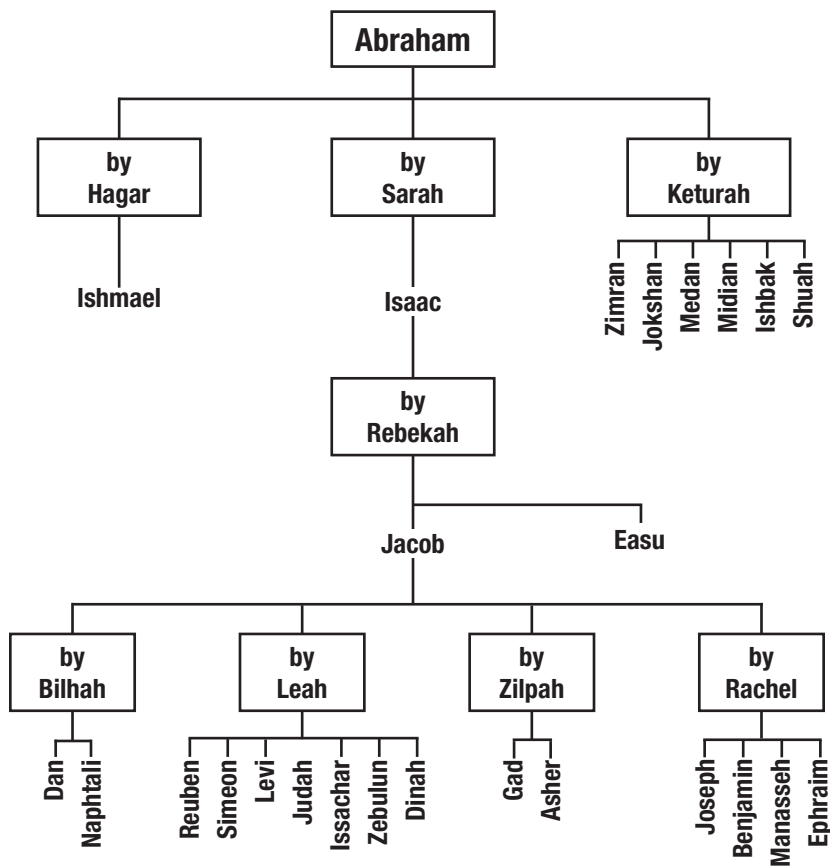 Abraham
by
Hagar
by
Sarah
by
Keturah
Ishmael
Isaac
Zimran
Jokshan
Medan
Midian
Ishbak
Shuah
by
Rebekah
Jacob
Easu
by
Bilhah
by
Leah
by
Zilpah
by
Rachel
Dan
Naphtali
Reuben
Simeon
Levi
Judah
Issachar
Zebulun
Dinah
Gad
Asher
Joseph
Benjamin
Manasseh
Ephraim